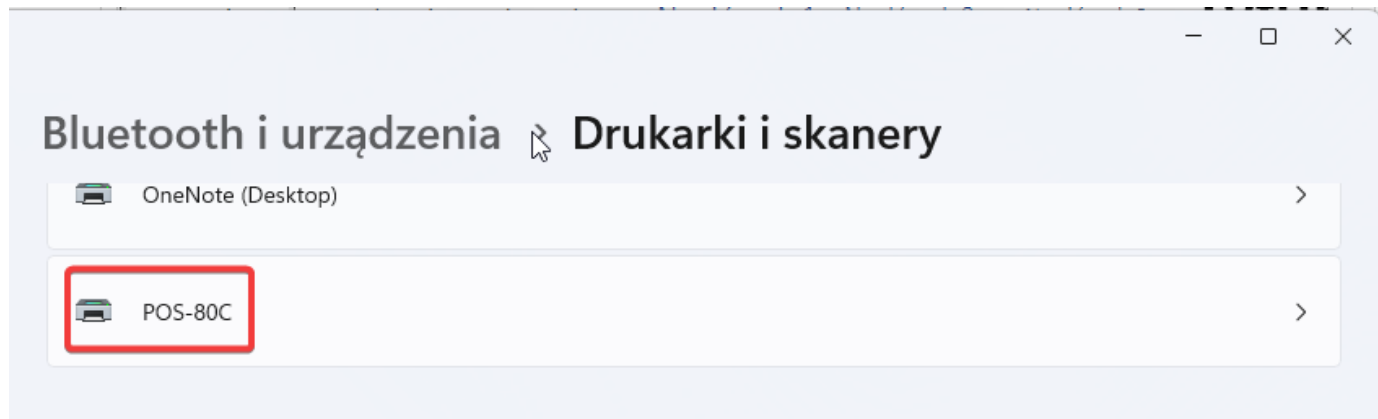 Bluetooth i urządzenia > Drukarki i skanery
OneNote (Desktop)
POS-80C